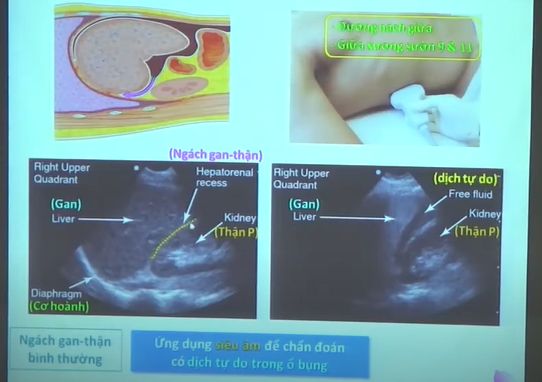 - Đường nách giữa
- Giữa xương sườn 9 & 11
(Ngách gan-thận)
Right Upper
Quadrant
Hepatorenal
recess
(Gan)
Liver
Kidney
(Thận P)
Diaphragm
(Cơ hoành)
Right Upper
Quadrant
(dịch tự do)
Free fluid
(Gan)
Liver
Kidney
(Thận P)
Ngách gan-thận
bình thường
Ứng dụng siêu âm để chẩn đoán
có dịch tự do trong ổ bụng